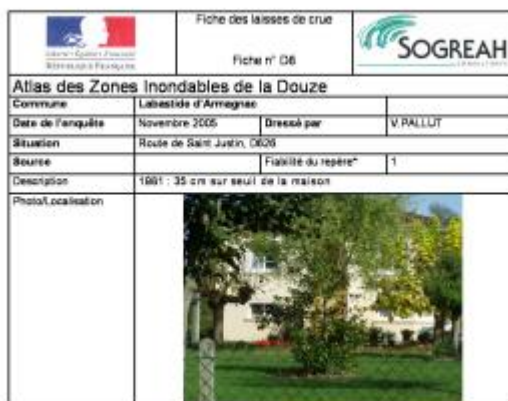 Fiche des laisses de crue
SOGREAH
Fiche n° D6
Atlas des Zones Inondables de la Douze
Commune Labastide d'Armagnac
Date de l'enquête Novembre 2005 Dressé par V.PALLUT
Situation Route de Saint Justin, D626
Source Fiabilité du repère* 1
Description 1981 : 35 cm sur seuil de la maison
Photo/Localisation